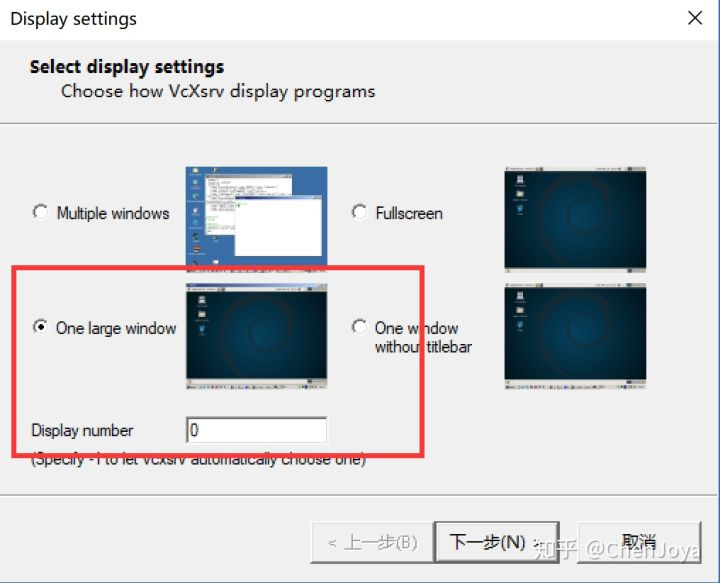 Display settings
Select display settings
Choose how VcXsrv display programs
Multiple windows
Fullscreen
One large window
One window
without titlebar
Display number
0
(Specify -1 to let vcxsrv automatically choose one)
< 上一步(B)
下一步(N) >
取消
知乎 @ChenJoya